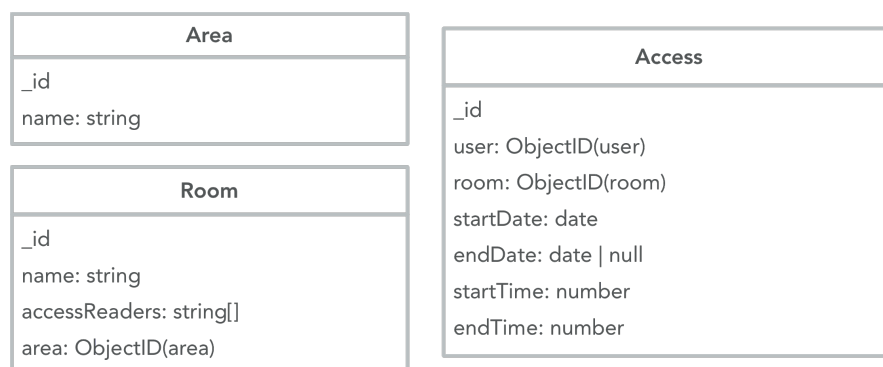 Area
_id
name: string
Room
_id
name: string
accessReaders: string[]
area: ObjectID(area)
Access
_id
user: ObjectID(user)
room: ObjectID(room)
startDate: date
endDate: date | null
startTime: number
endTime: number